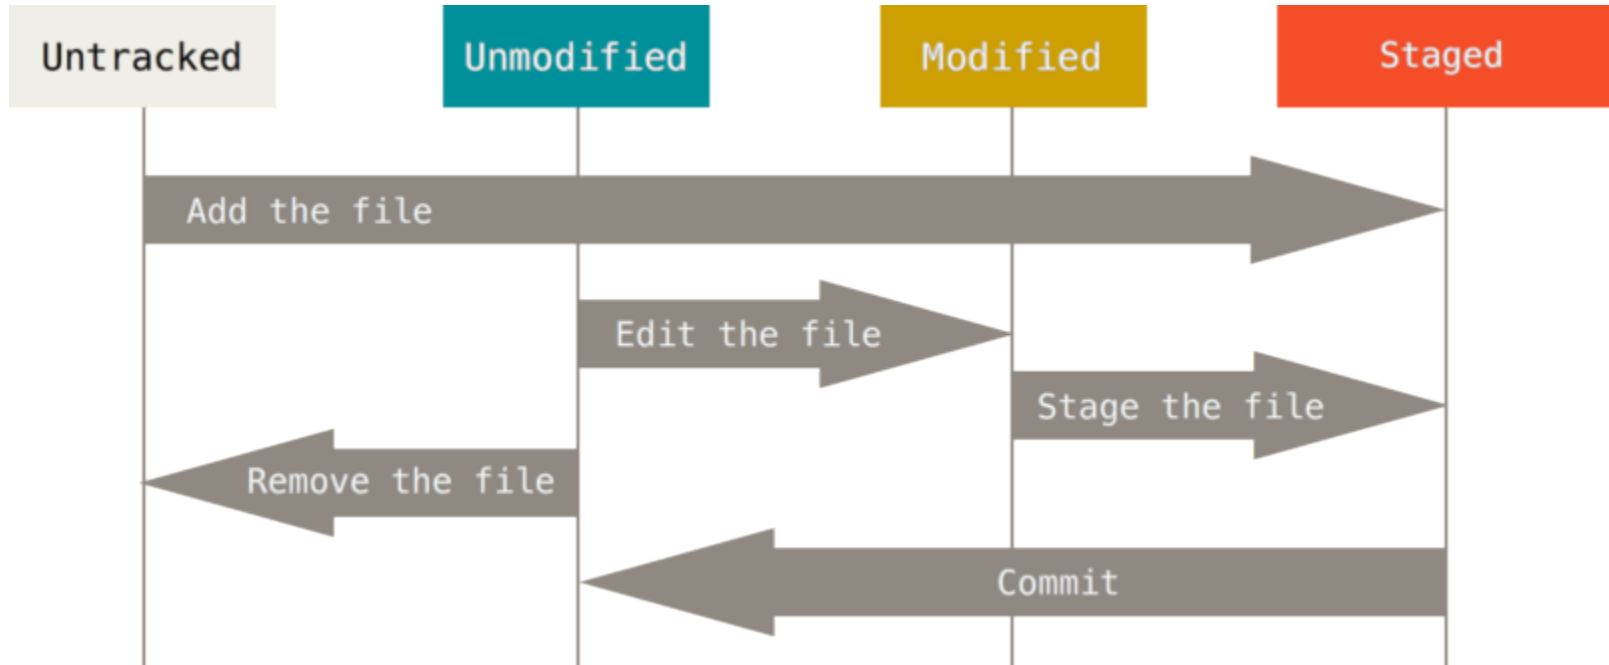 Untracked
Unmodified
Modified
Staged
Add the file
Edit the file
Stage the file
Remove the file
Commit